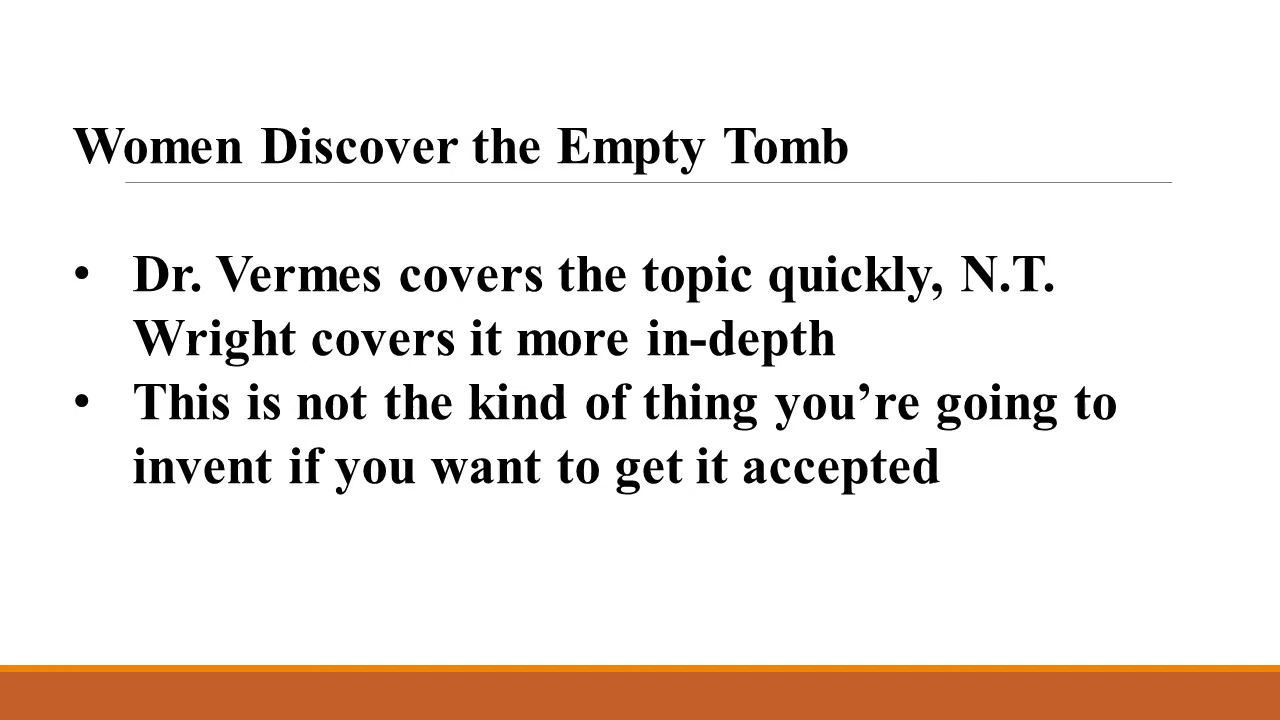 Women Discover the Empty Tomb
• Dr. Vermes covers the topic quickly, N.T.
Wright covers it more in-depth
• This is not the kind of thing you’re going to
invent if you want to get it accepted